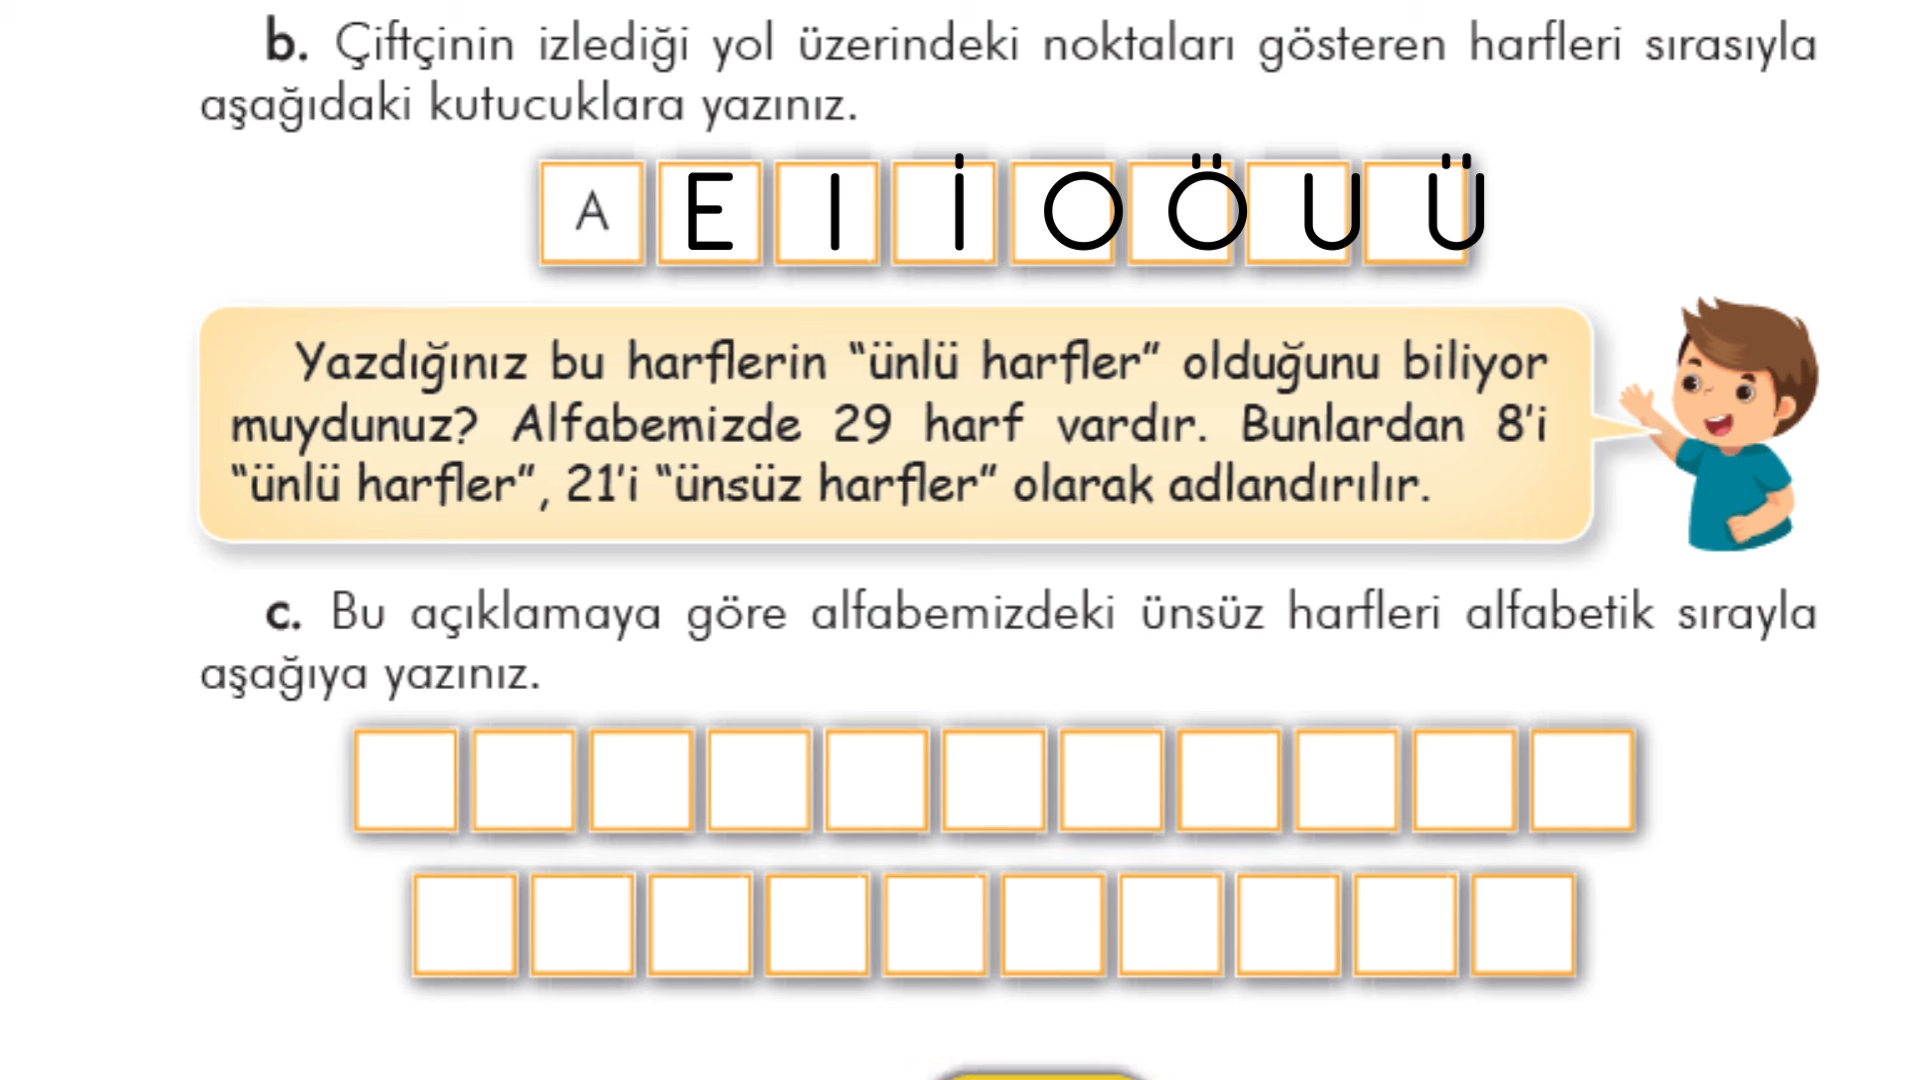 b. Çiftçinin izlediği yol üzerindeki noktaları gösteren harfleri sırasıyla
aşağıdaki kutucuklara yazınız.
A E I İ O Ö U Ü
Yazdığınız bu harflerin “ünlü harfler” olduğunu biliyor
muydunuz? Alfabemizde 29 harf vardır. Bunlardan 8'i
“ünlü harfler”, 21'i “ünsüz harfler” olarak adlandırılır.
c. Bu açıklamaya göre alfabemizdeki ünsüz harfleri alfabetik sırayla
aşağıya yazınız.